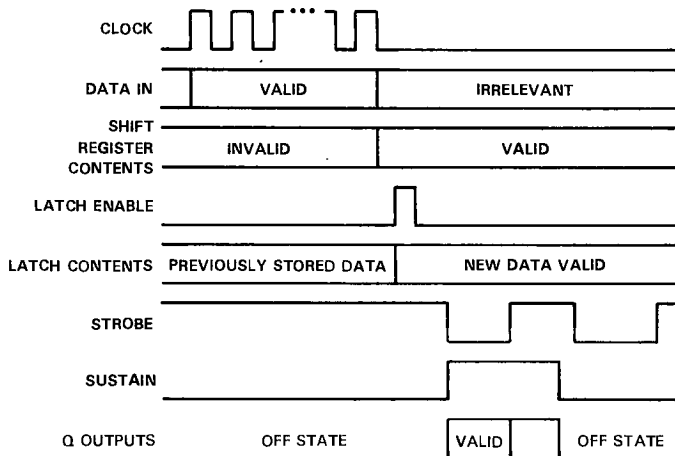 CLOCK
DATA IN VALID IRRELEVANT
SHIFT
REGISTER INVALID VALID
CONTENTS
LATCH ENABLE
LATCH CONTENTS PREVIOUSLY STORED DATA NEW DATA VALID
STROBE
SUSTAIN
Q OUTPUTS OFF STATE VALID OFF STATE